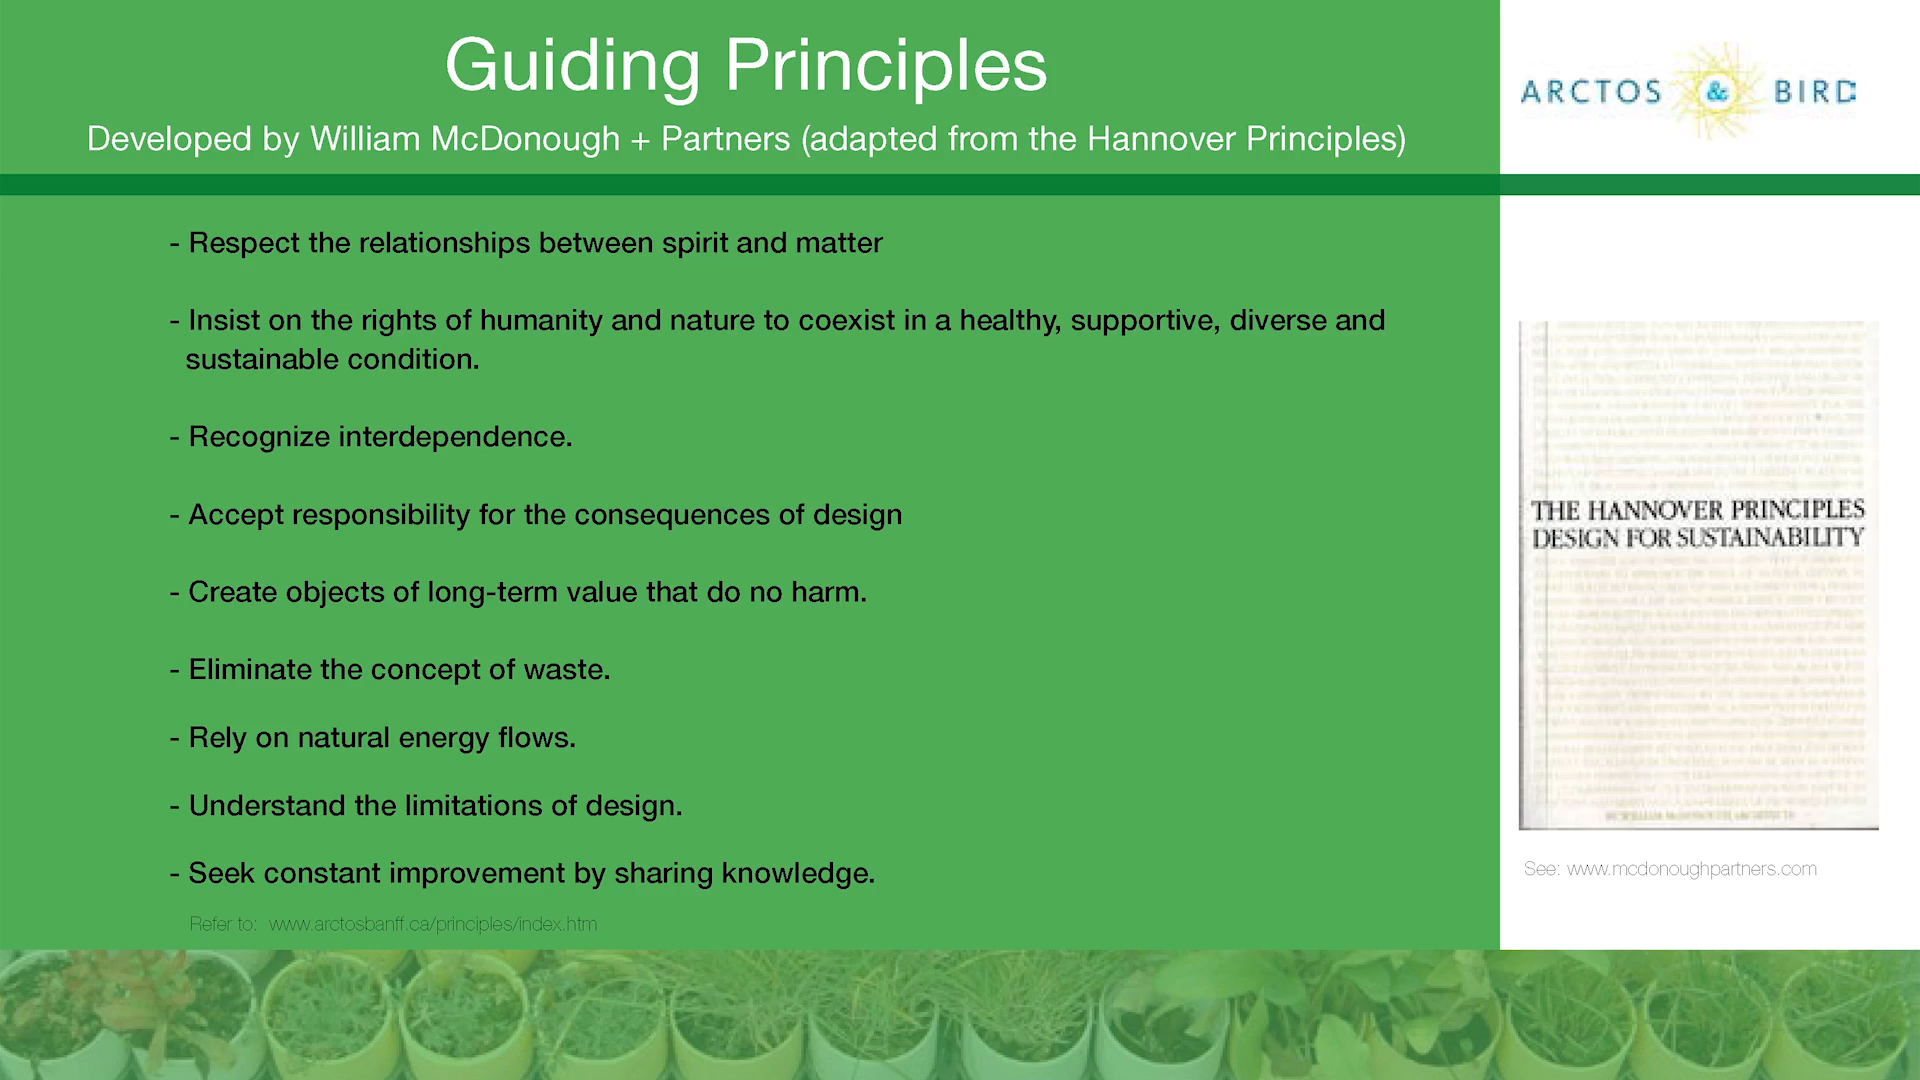 Guiding Principles
Developed by William McDonough + Partners (adapted from the Hannover Principles)
ARCTOS & BIRD
- Respect the relationships between spirit and matter
- Insist on the rights of humanity and nature to coexist in a healthy, supportive, diverse and
sustainable condition.
- Recognize interdependence.
- Accept responsibility for the consequences of design
- Create objects of long-term value that do no harm.
- Eliminate the concept of waste.
- Rely on natural energy flows.
- Understand the limitations of design.
- Seek constant improvement by sharing knowledge.
Refer to: www.arctosbanff.ca/principles/index.htm
THE HANNOVER PRINCIPLES
DESIGN FOR SUSTAINABILITY
See: www.mcdonoughpartners.com